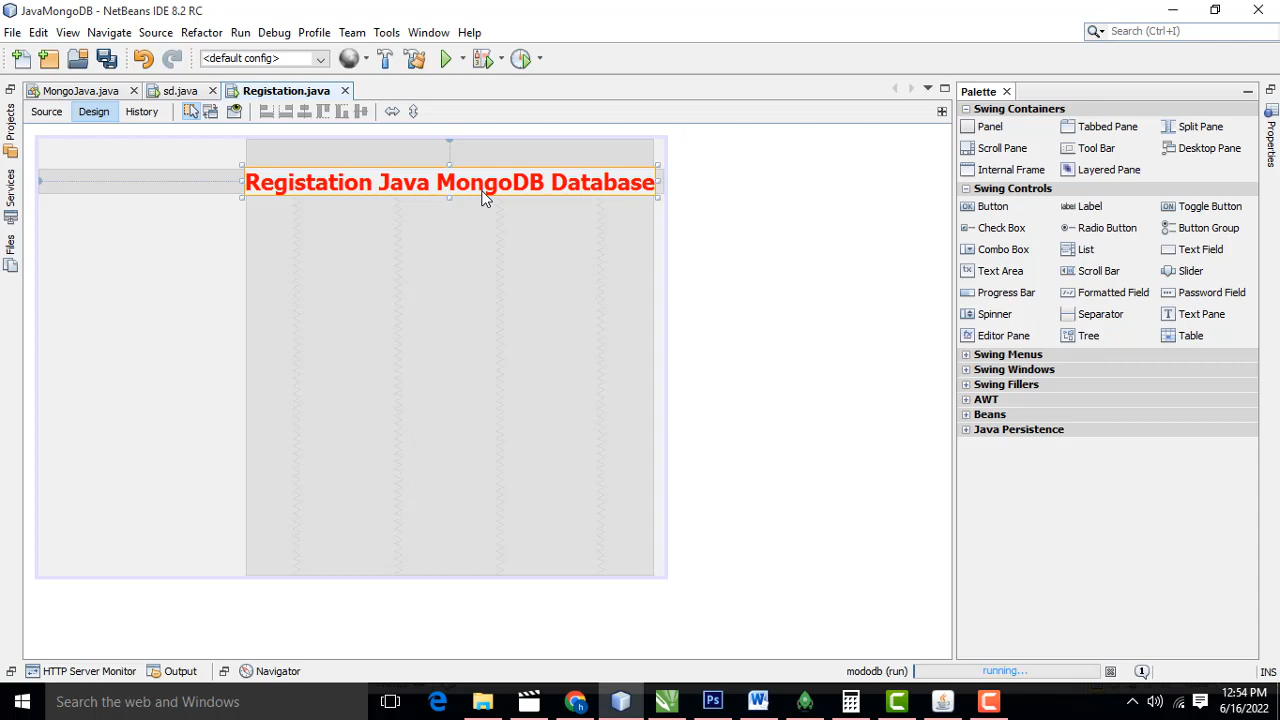 JavaMongoDB - NetBeans IDE 8.2 RC
File Edit View Navigate Source Refactor Run Debug Profile Team Tools Window Help
Search (Ctrl+I)
<default config>
MongoJava.java sd.java Registation.java
Source Design History
Projects
Services
Files
Registation Java MongoDB Database
Palette
Swing Containers
Panel Tabbed Pane Split Pane
Scroll Pane Tool Bar Desktop Pane
Internal Frame Layered Pane
Swing Controls
Button label Label ON Toggle Button
Check Box Radio Button Button Group
Combo Box List Text Field
Text Area Scroll Bar Slider
Progress Bar Formatted Field Password Field
Spinner Separator T Text Pane
Editor Pane Tree Table
Swing Menus
Swing Windows
Swing Fillers
AWT
Beans
Java Persistence
Properties
HTTP Server Monitor Output Navigator mododb (run) running... 1 INS
Search the web and Windows
12:54 PM
6/16/2022